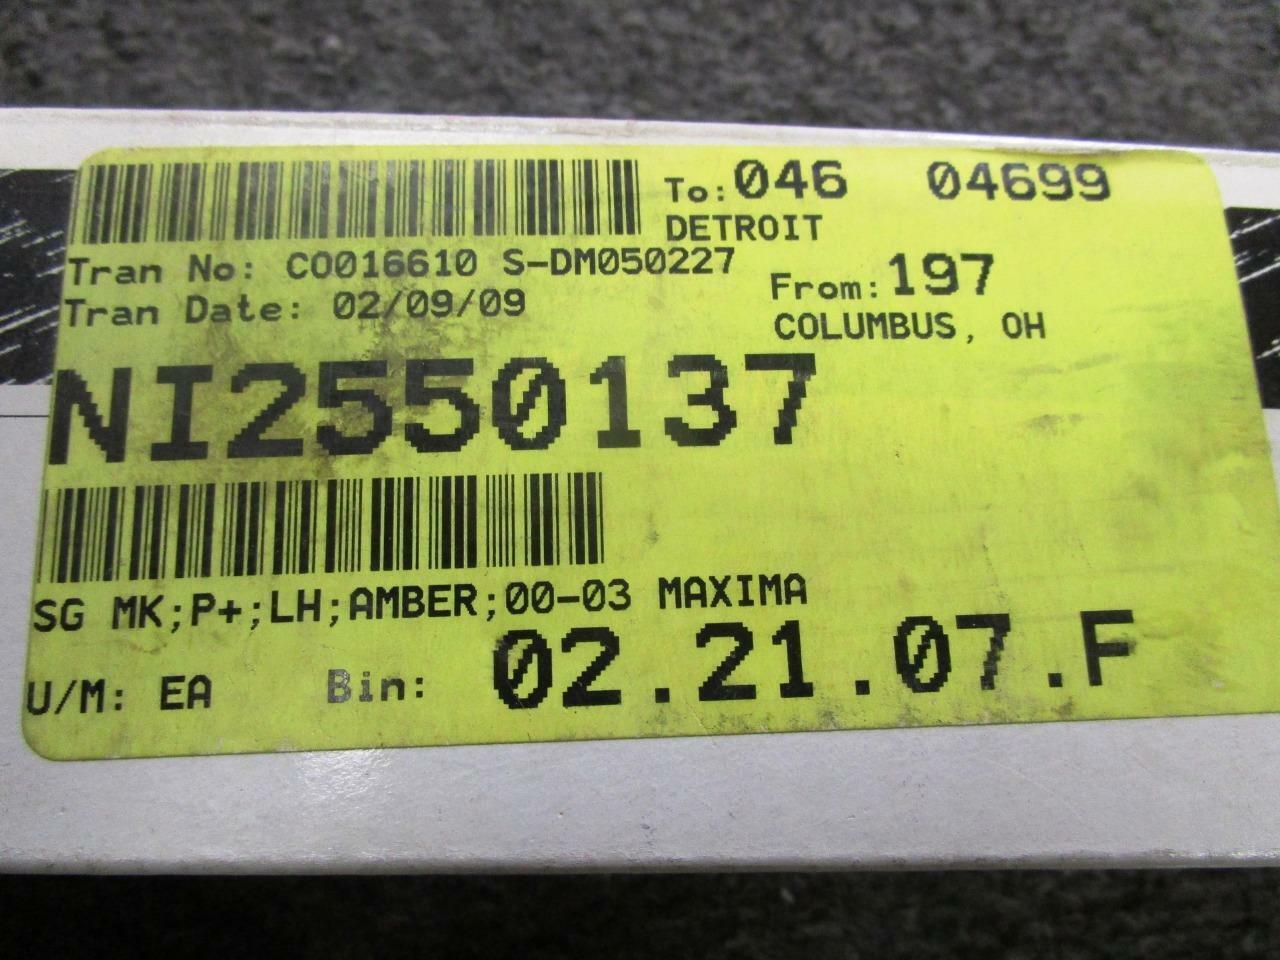 To: 046 04699
DETROIT
Tran No: CO016610 S-DM050227
Tran Date: 02/09/09
From: 197
COLUMBUS, OH
NI2550137
SG MK;P+;LH;AMBER;00-03 MAXIMA
U/M: EA Bin: 02.21.07.F